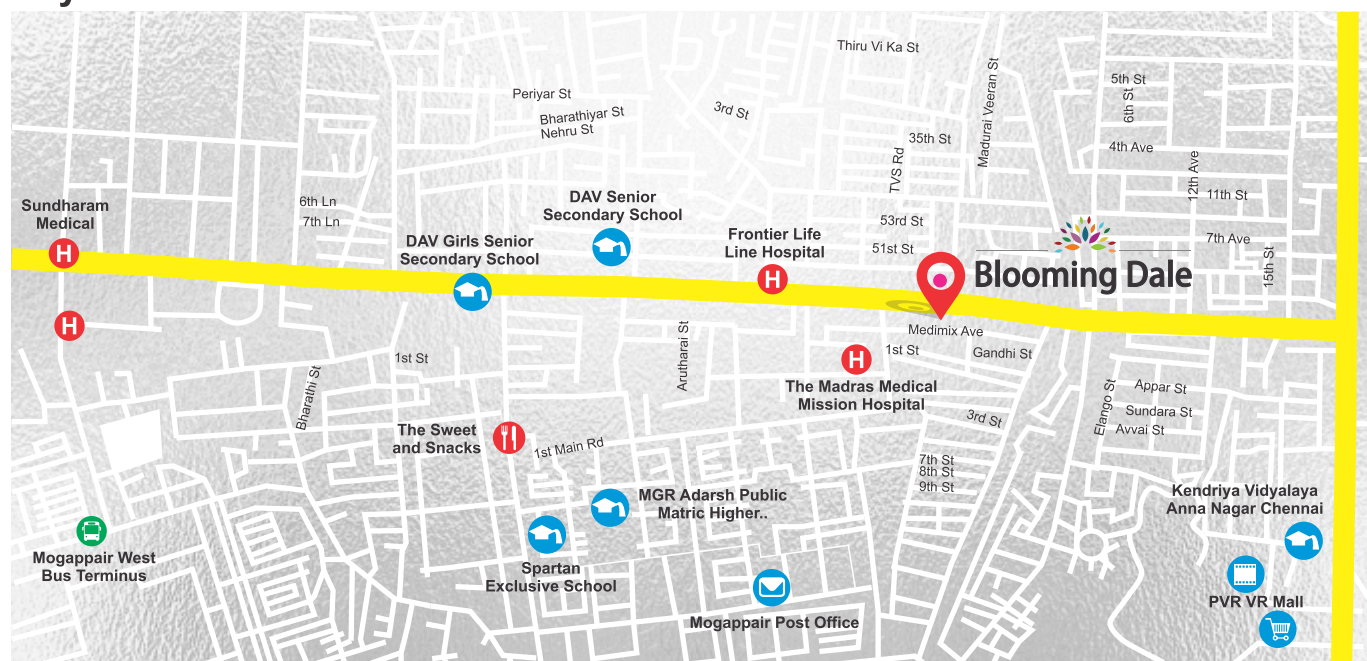 Thiru Vi Ka St
Madurai Veeran St
5th St
6th St
Periyar St
Bharathiyar St
Nehru St
3rd St
35th St
4th Ave
TVS Rd
12th Ave
11th St
6th Ln
7th Ln
Sundharam
Medical
H
DAV Senior
Secondary School
DAV Girls Senior
Secondary School
Frontier Life
Line Hospital
H
53rd St
51st St
7th Ave
15th St
Blooming Dale
H
Medimix Ave
1st St
Gandhi St
H
The Madras Medical
Mission Hospital
Arutharai St
1st St
Bharathi St
The Sweet
and Snacks
1st Main Rd
3rd St
Elango St
Appar St
Sundara St
Avvai St
7th St
8th St
9th St
MGR Adarsh Public
Matric Higher..
Spartan
Exclusive School
Mogappair Post Office
Mogappair West
Bus Terminus
Kendriya Vidyalaya
Anna Nagar Chennai
PVR VR Mall